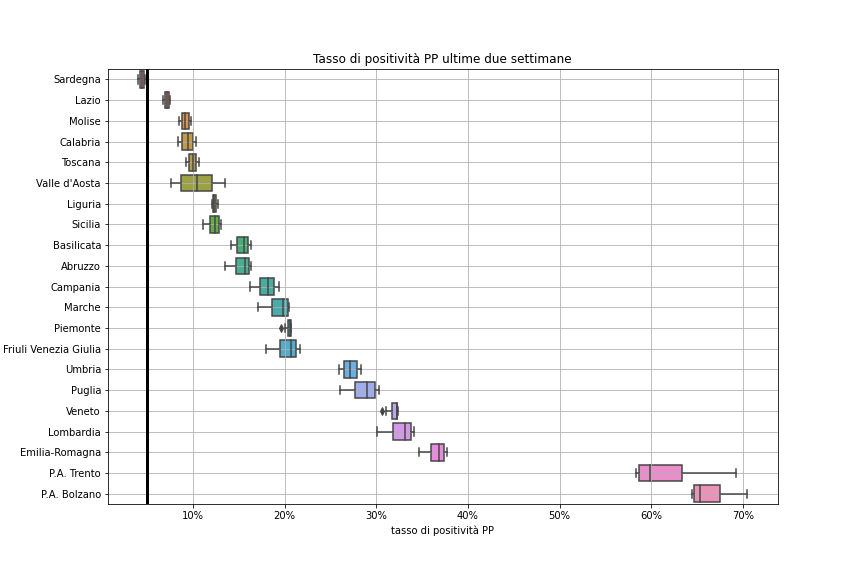 Tasso di positività PP ultime due settimane
Sardegna
Lazio
Molise
Calabria
Toscana
Valle d'Aosta
Liguria
Sicilia
Basilicata
Abruzzo
Campania
Marche
Piemonte
Friuli Venezia Giulia
Umbria
Puglia
Veneto
Lombardia
Emilia-Romagna
P.A. Trento
P.A. Bolzano
10% 20% 30% 40% 50% 60% 70%
tasso di positività PP